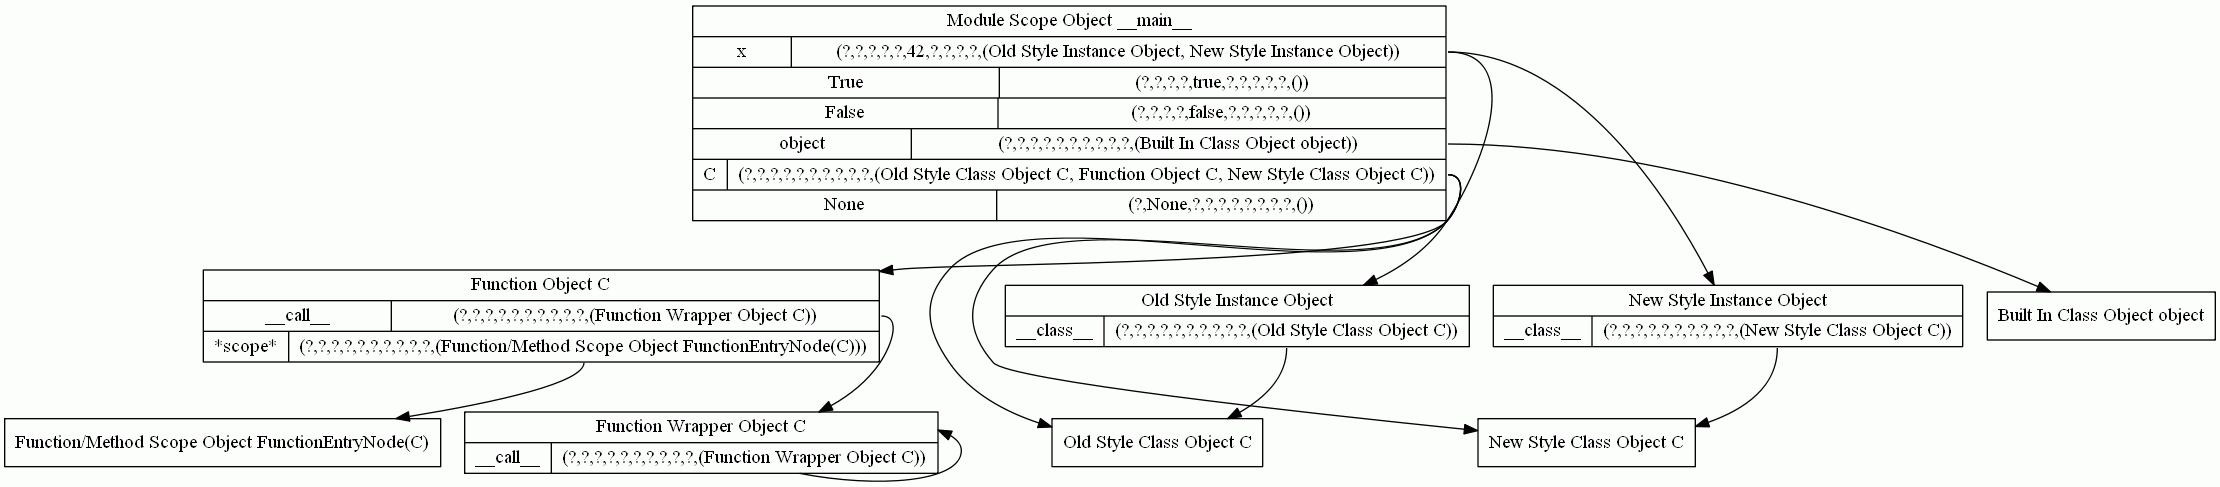 Module Scope Object __main__
x (?,?,?,?,?,42,?,?,?,?,(Old Style Instance Object, New Style Instance Object))
True (?,?,?,?,true,?,?,?,?,?,())
False (?,?,?,?,false,?,?,?,?,?,())
object (?,?,?,?,?,?,?,?,?,?,(Built In Class Object object))
C (?,?,?,?,?,?,?,?,?,?,(Old Style Class Object C, Function Object C, New Style Class Object C))
None (?,None,?,?,?,?,?,?,?,?,())
Function Object C
__call__ (?,?,?,?,?,?,?,?,?,?,(Function Wrapper Object C))
*scope* (?,?,?,?,?,?,?,?,?,?,(Function/Method Scope Object FunctionEntryNode(C)))
Old Style Instance Object
__class__ (?,?,?,?,?,?,?,?,?,?,(Old Style Class Object C))
New Style Instance Object
__class__ (?,?,?,?,?,?,?,?,?,?,(New Style Class Object C))
Built In Class Object object
Function/Method Scope Object FunctionEntryNode(C)
Function Wrapper Object C
__call__ (?,?,?,?,?,?,?,?,?,?,(Function Wrapper Object C))
Old Style Class Object C
New Style Class Object C